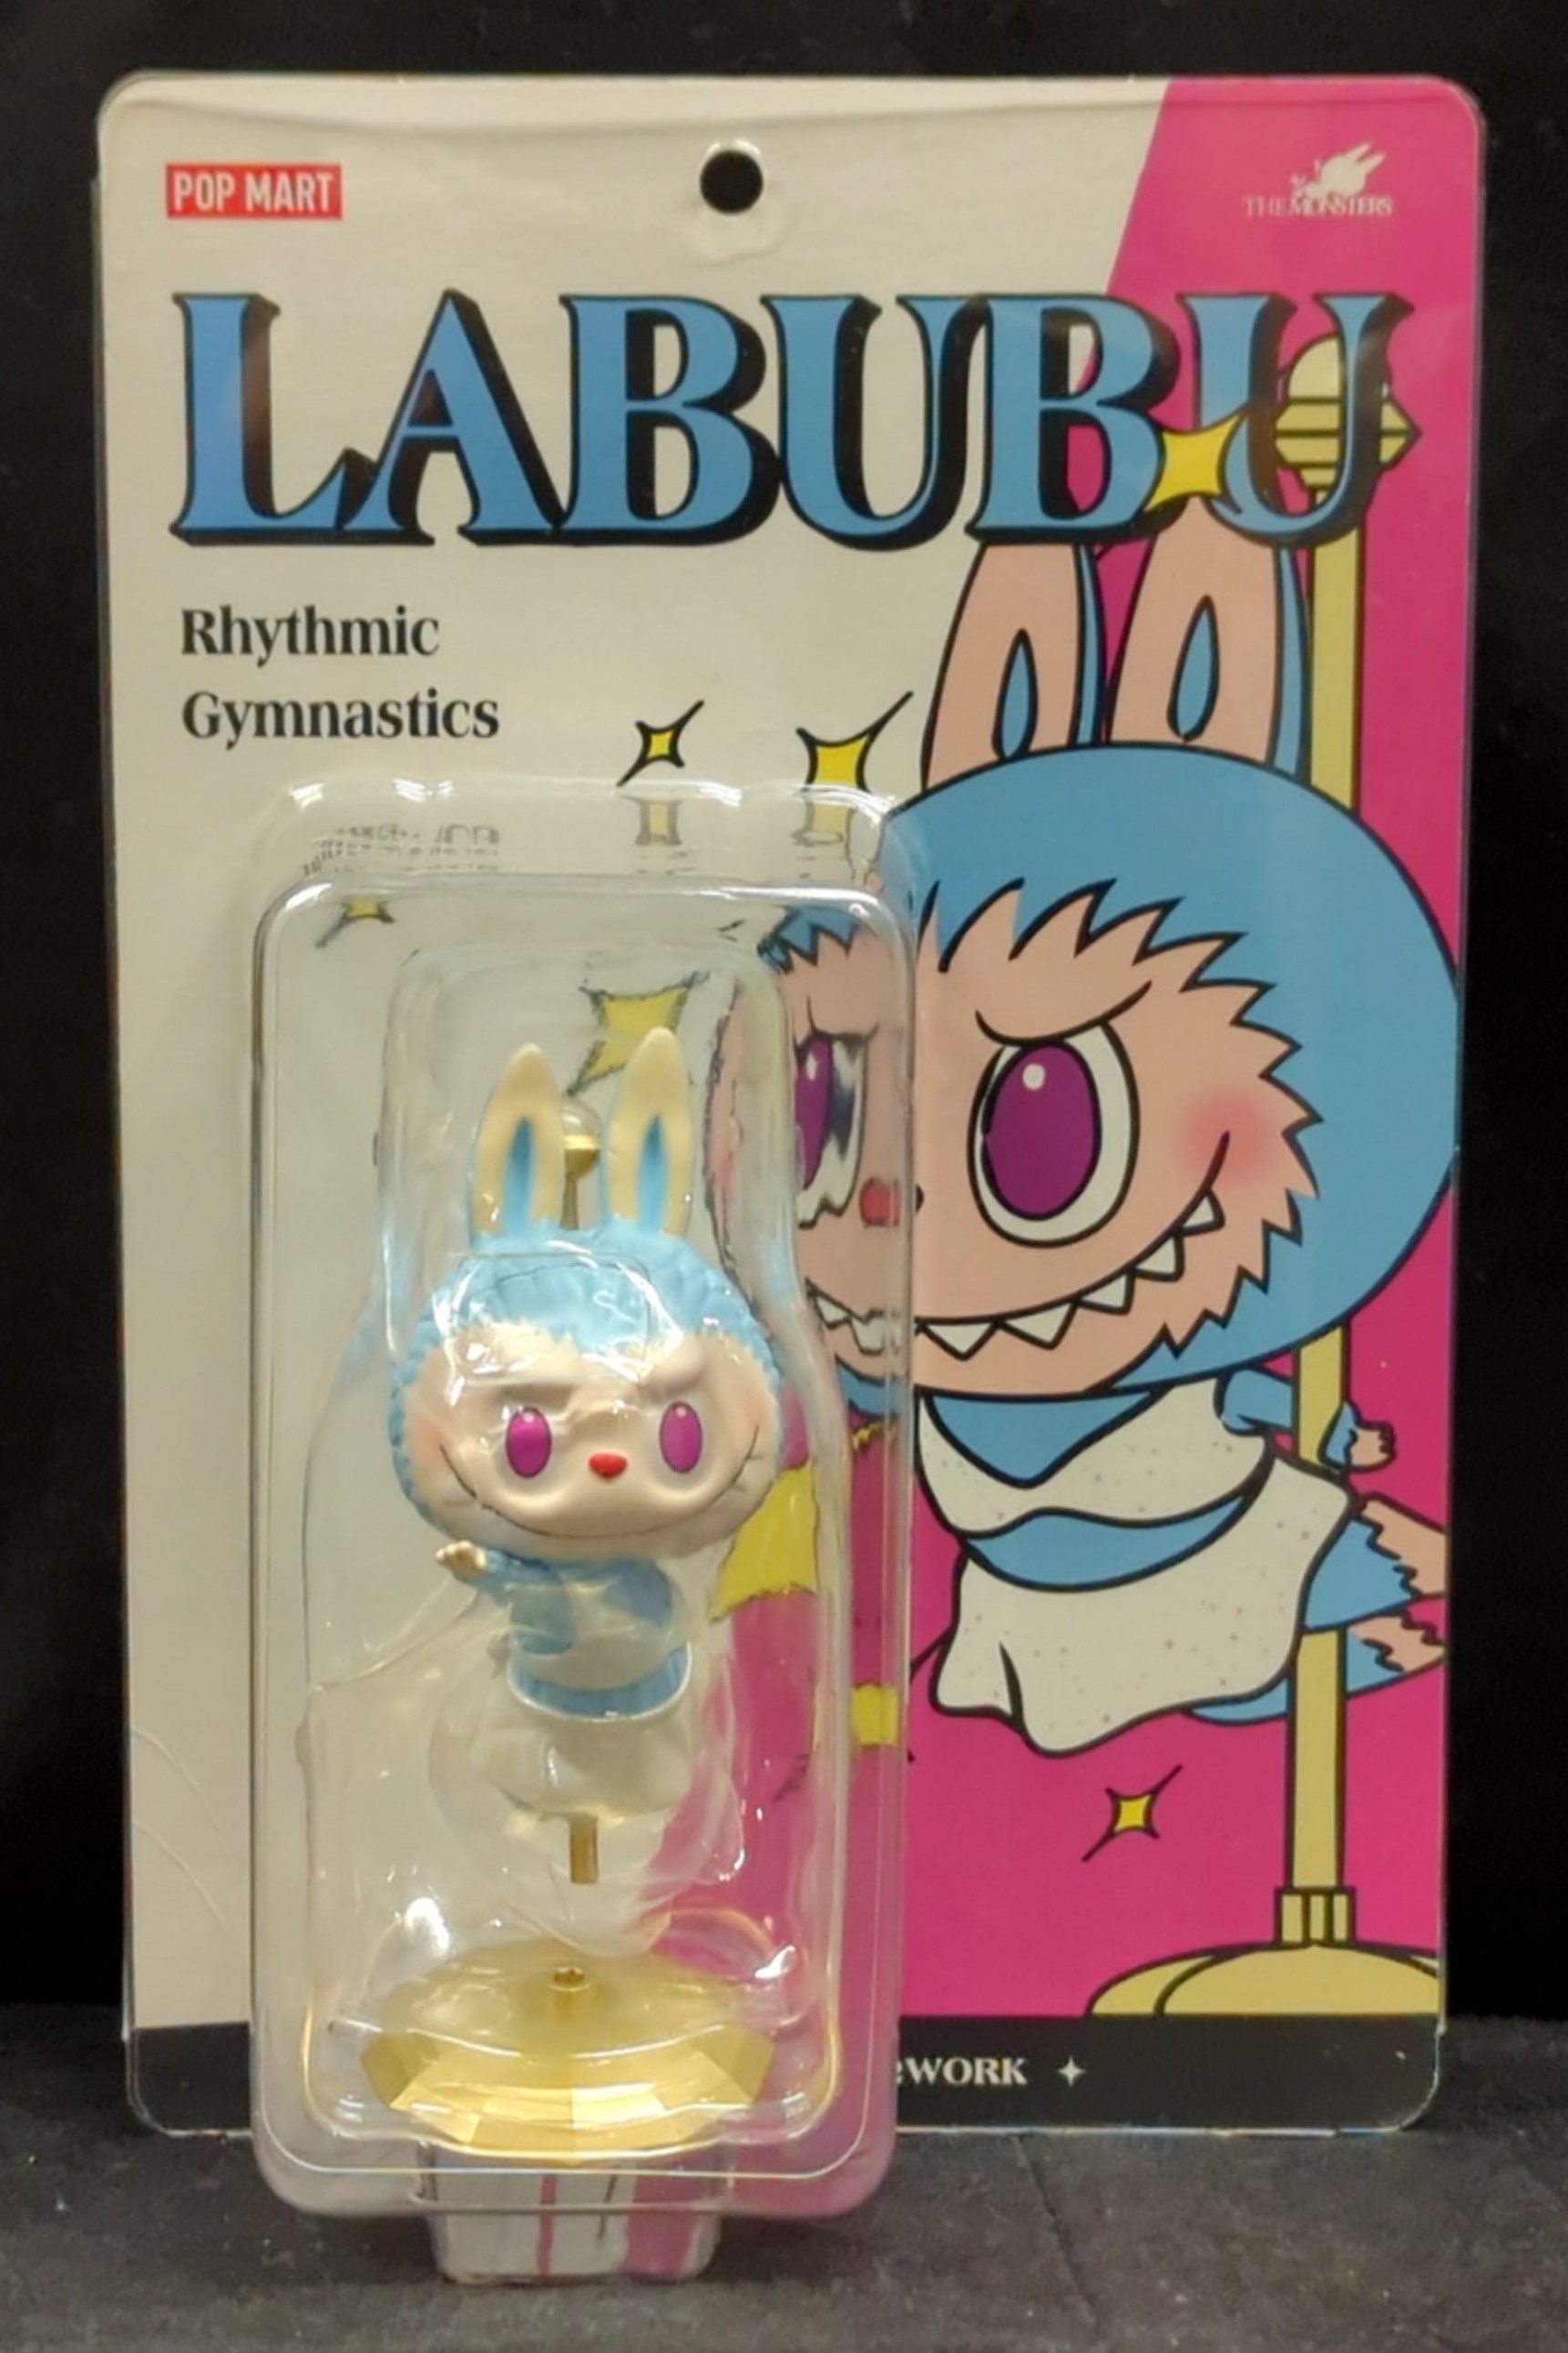 POP MART
THE MONSTERS
LABUBU
Rhythmic
Gymnastics
WORK